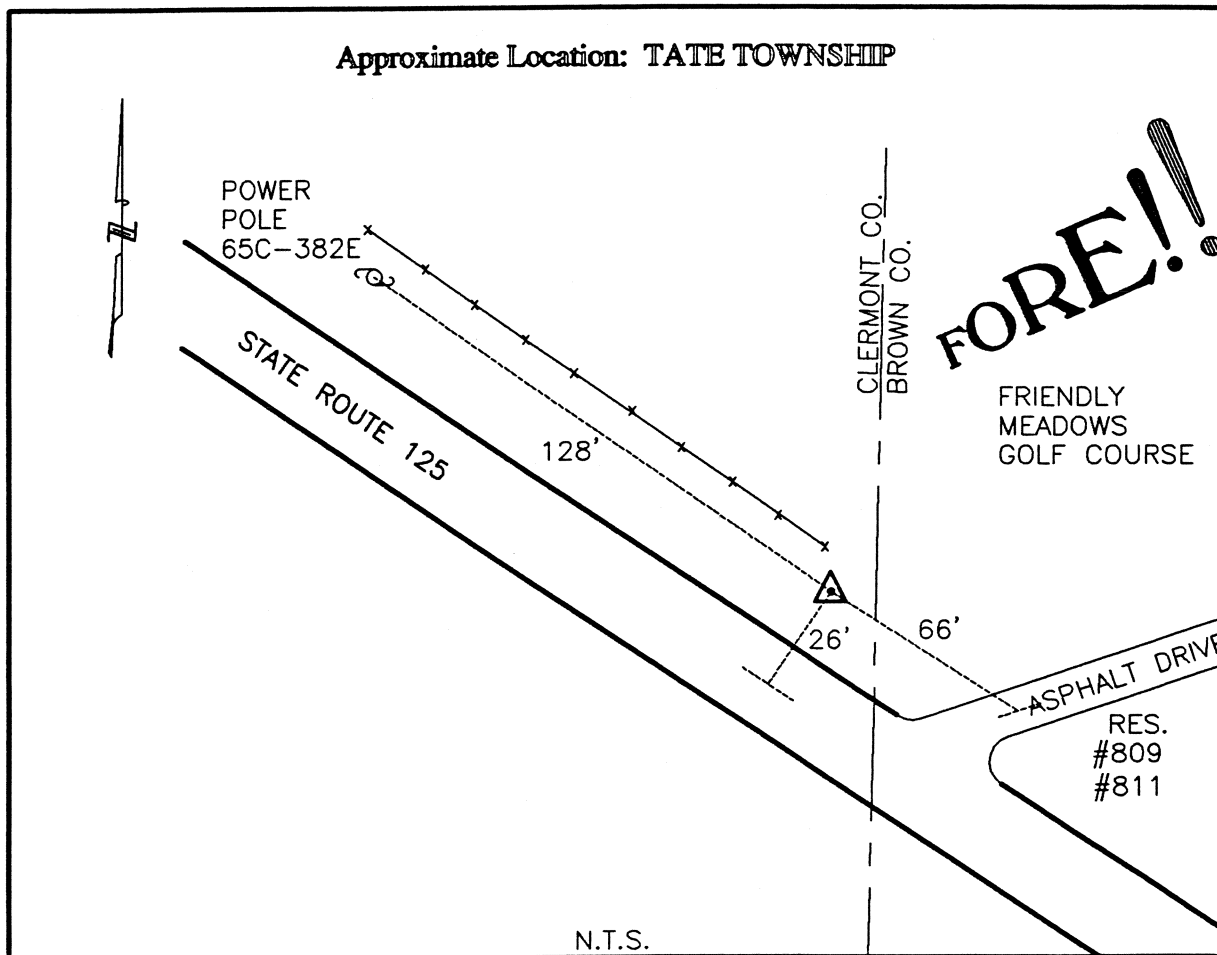 Approximate Location: TATE TOWNSHIP
N
POWER
POLE
65C-382E
STATE ROUTE 125
128'
CLERMONT CO.
BROWN CO.
FORE!!
FRIENDLY
MEADOWS
GOLF COURSE
26'
66'
ASPHALT DRIVE
RES.
#809
#811
N.T.S.